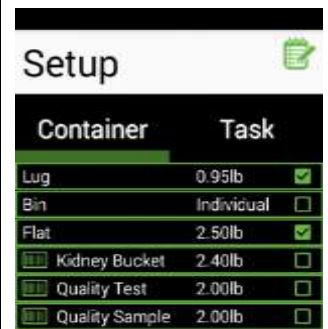 Setup
Container Task
Lug 0.95lb
Bin Individual
Flat 2.50lb
Kidney Bucket 2.40lb
Quality Test 2.00lb
Quality Sample 2.00lb